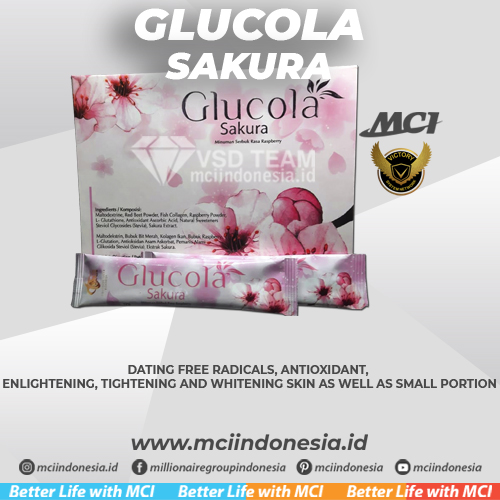 GLUCOLA
SAKURA
Glucola
Sakura
Minuman Serbuk Rasa Raspberry
MCI
VSD TEAM
mciindonesia.id
VICTORY
Ingredients / Komposisi:
Maltodextrine, Red Beet Powder, Fish Collagen, Raspberry Powder,
L- Glutathione, Antioxidant Ascorbic Acid, Natural Sweetener
Steviol Glycosides (Stevia), Sakura Extract.
Maltodekstrin, Bubuk Bit Merah, Kolagen Ikan, Bubuk Raspberry
L-Glutation, Antioksidan Asam Askorbat, Pemanis Alami
Glikosida Steviol (Stevia), Ekstrak Sakura.
Glucola
Sakura
DATING FREE RADICALS, ANTIOXIDANT,
ENLIGHTENING, TIGHTENING AND WHITENING SKIN AS WELL AS SMALL PORTION
www.mciindonesia.id
mciindonesia.id millionairegroupindonesia mciindonesia mciindonesia
Better Life with MCI Better Life with MCI Better Life with MCI